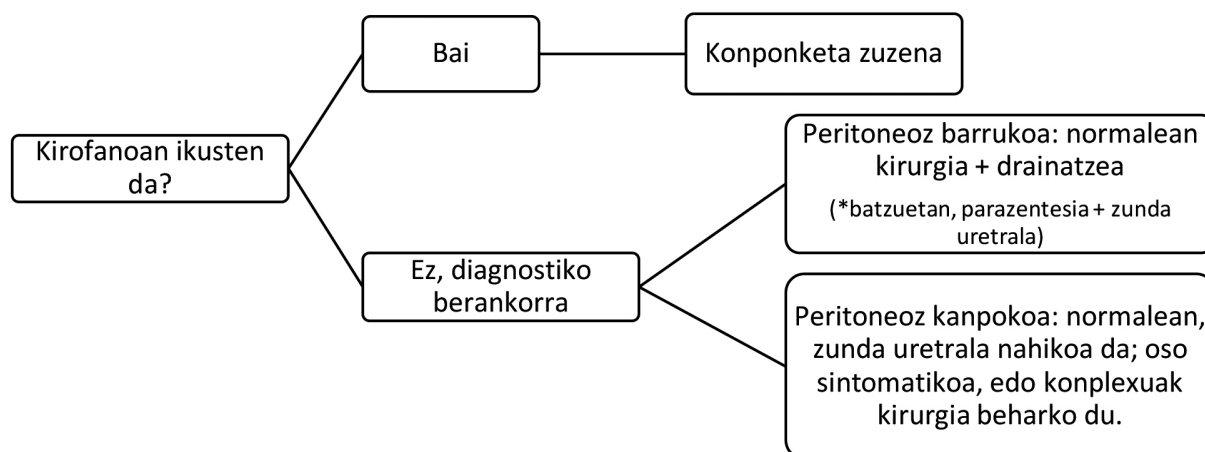 Kirofanoan ikusten
da?
Bai
Konponketa zuzena
Ez, diagnostiko
berankorra
Peritoneoz barrukoa: normalean
kirurgia + drainatzea
(*batzuetan, parazentesia + zunda
uretrala)
Peritoneoz kanpokoa: normalean,
zunda uretrala nahikoa da; oso
sintomatikoa, edo konplexuak
kirurgia beharko du.